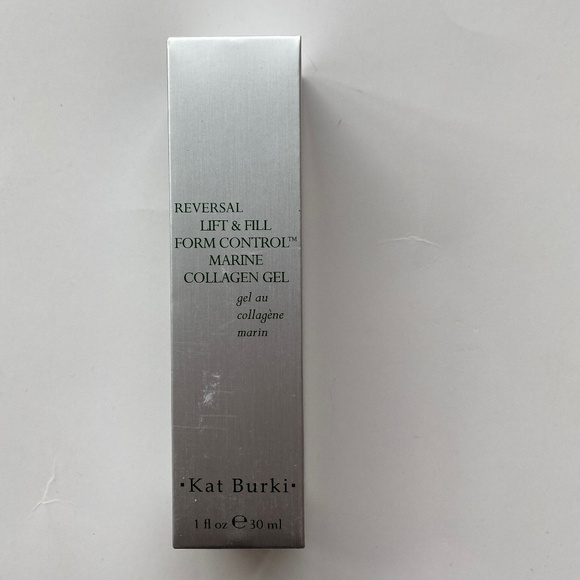 REVERSAL
LIFT & FILL
FORM CONTROL™
MARINE
COLLAGEN GEL
gel au
collagène
marin
·Kat Burki·
1 fl oz ℮ 30 ml